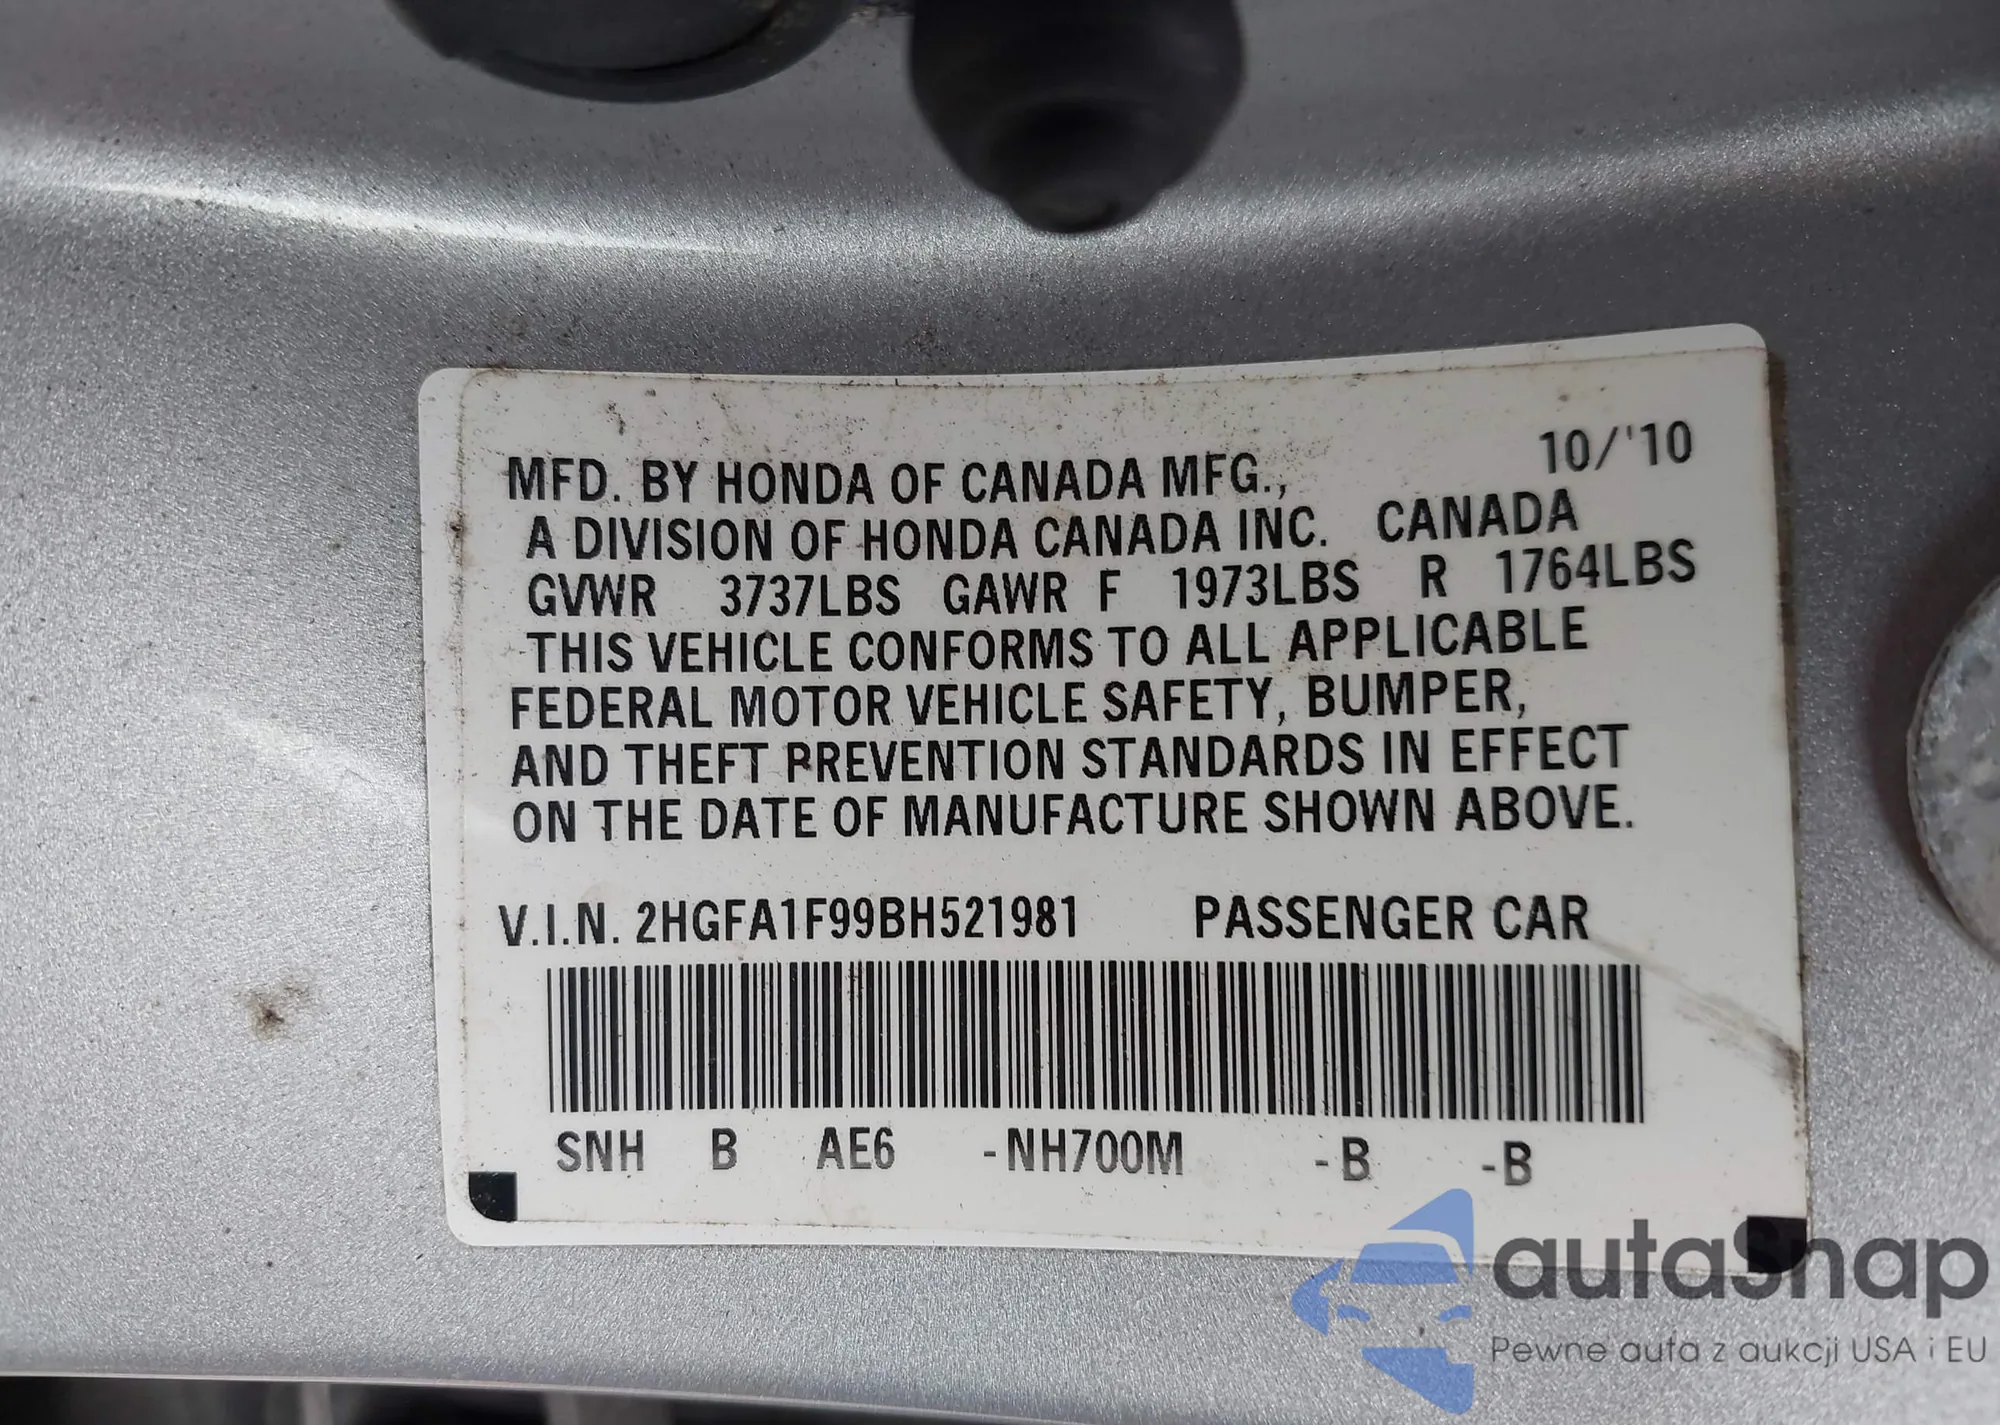 10/'10
MFD. BY HONDA OF CANADA MFG.,
A DIVISION OF HONDA CANADA INC. CANADA
GVWR 3737LBS GAWR F 1973LBS R 1764LBS
THIS VEHICLE CONFORMS TO ALL APPLICABLE
FEDERAL MOTOR VEHICLE SAFETY, BUMPER,
AND THEFT PREVENTION STANDARDS IN EFFECT
ON THE DATE OF MANUFACTURE SHOWN ABOVE.
V.I.N. 2HGFA1F99BH521981 PASSENGER CAR
SNH B AE6 -NH700M -B -B
autaSnap
Pewne auta z aukcji USA i EU